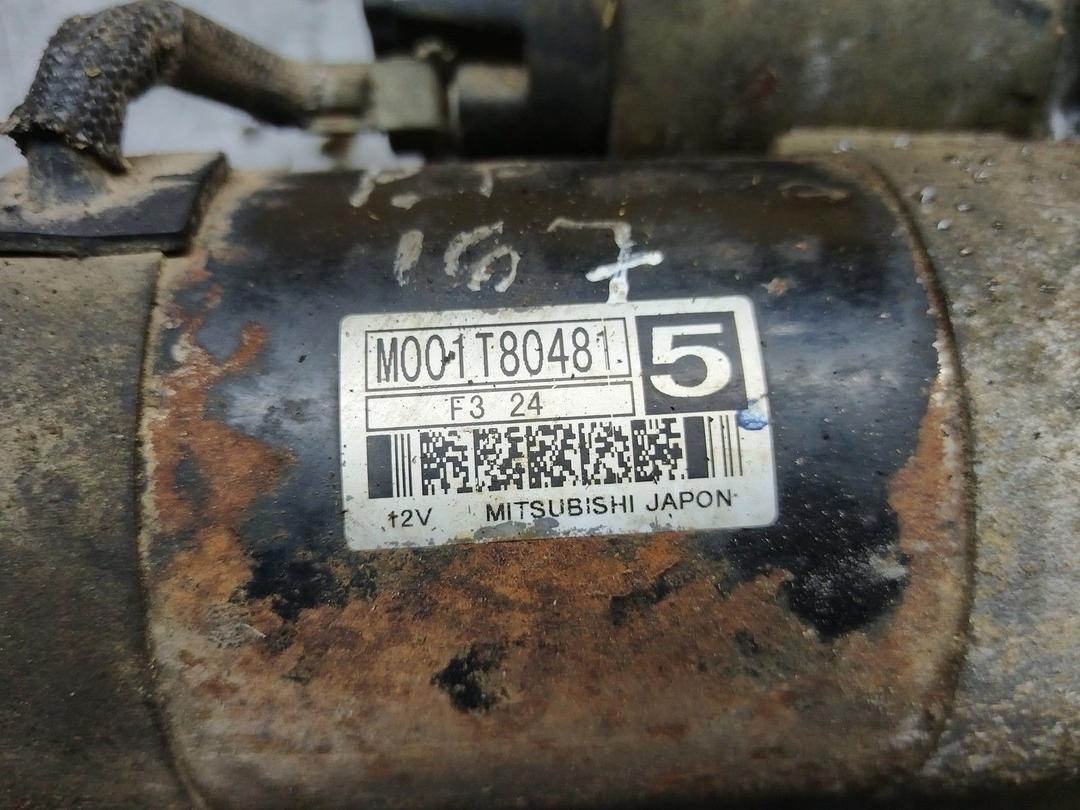 167
M001T80481
5
F3 24
12V MITSUBISHI JAPON